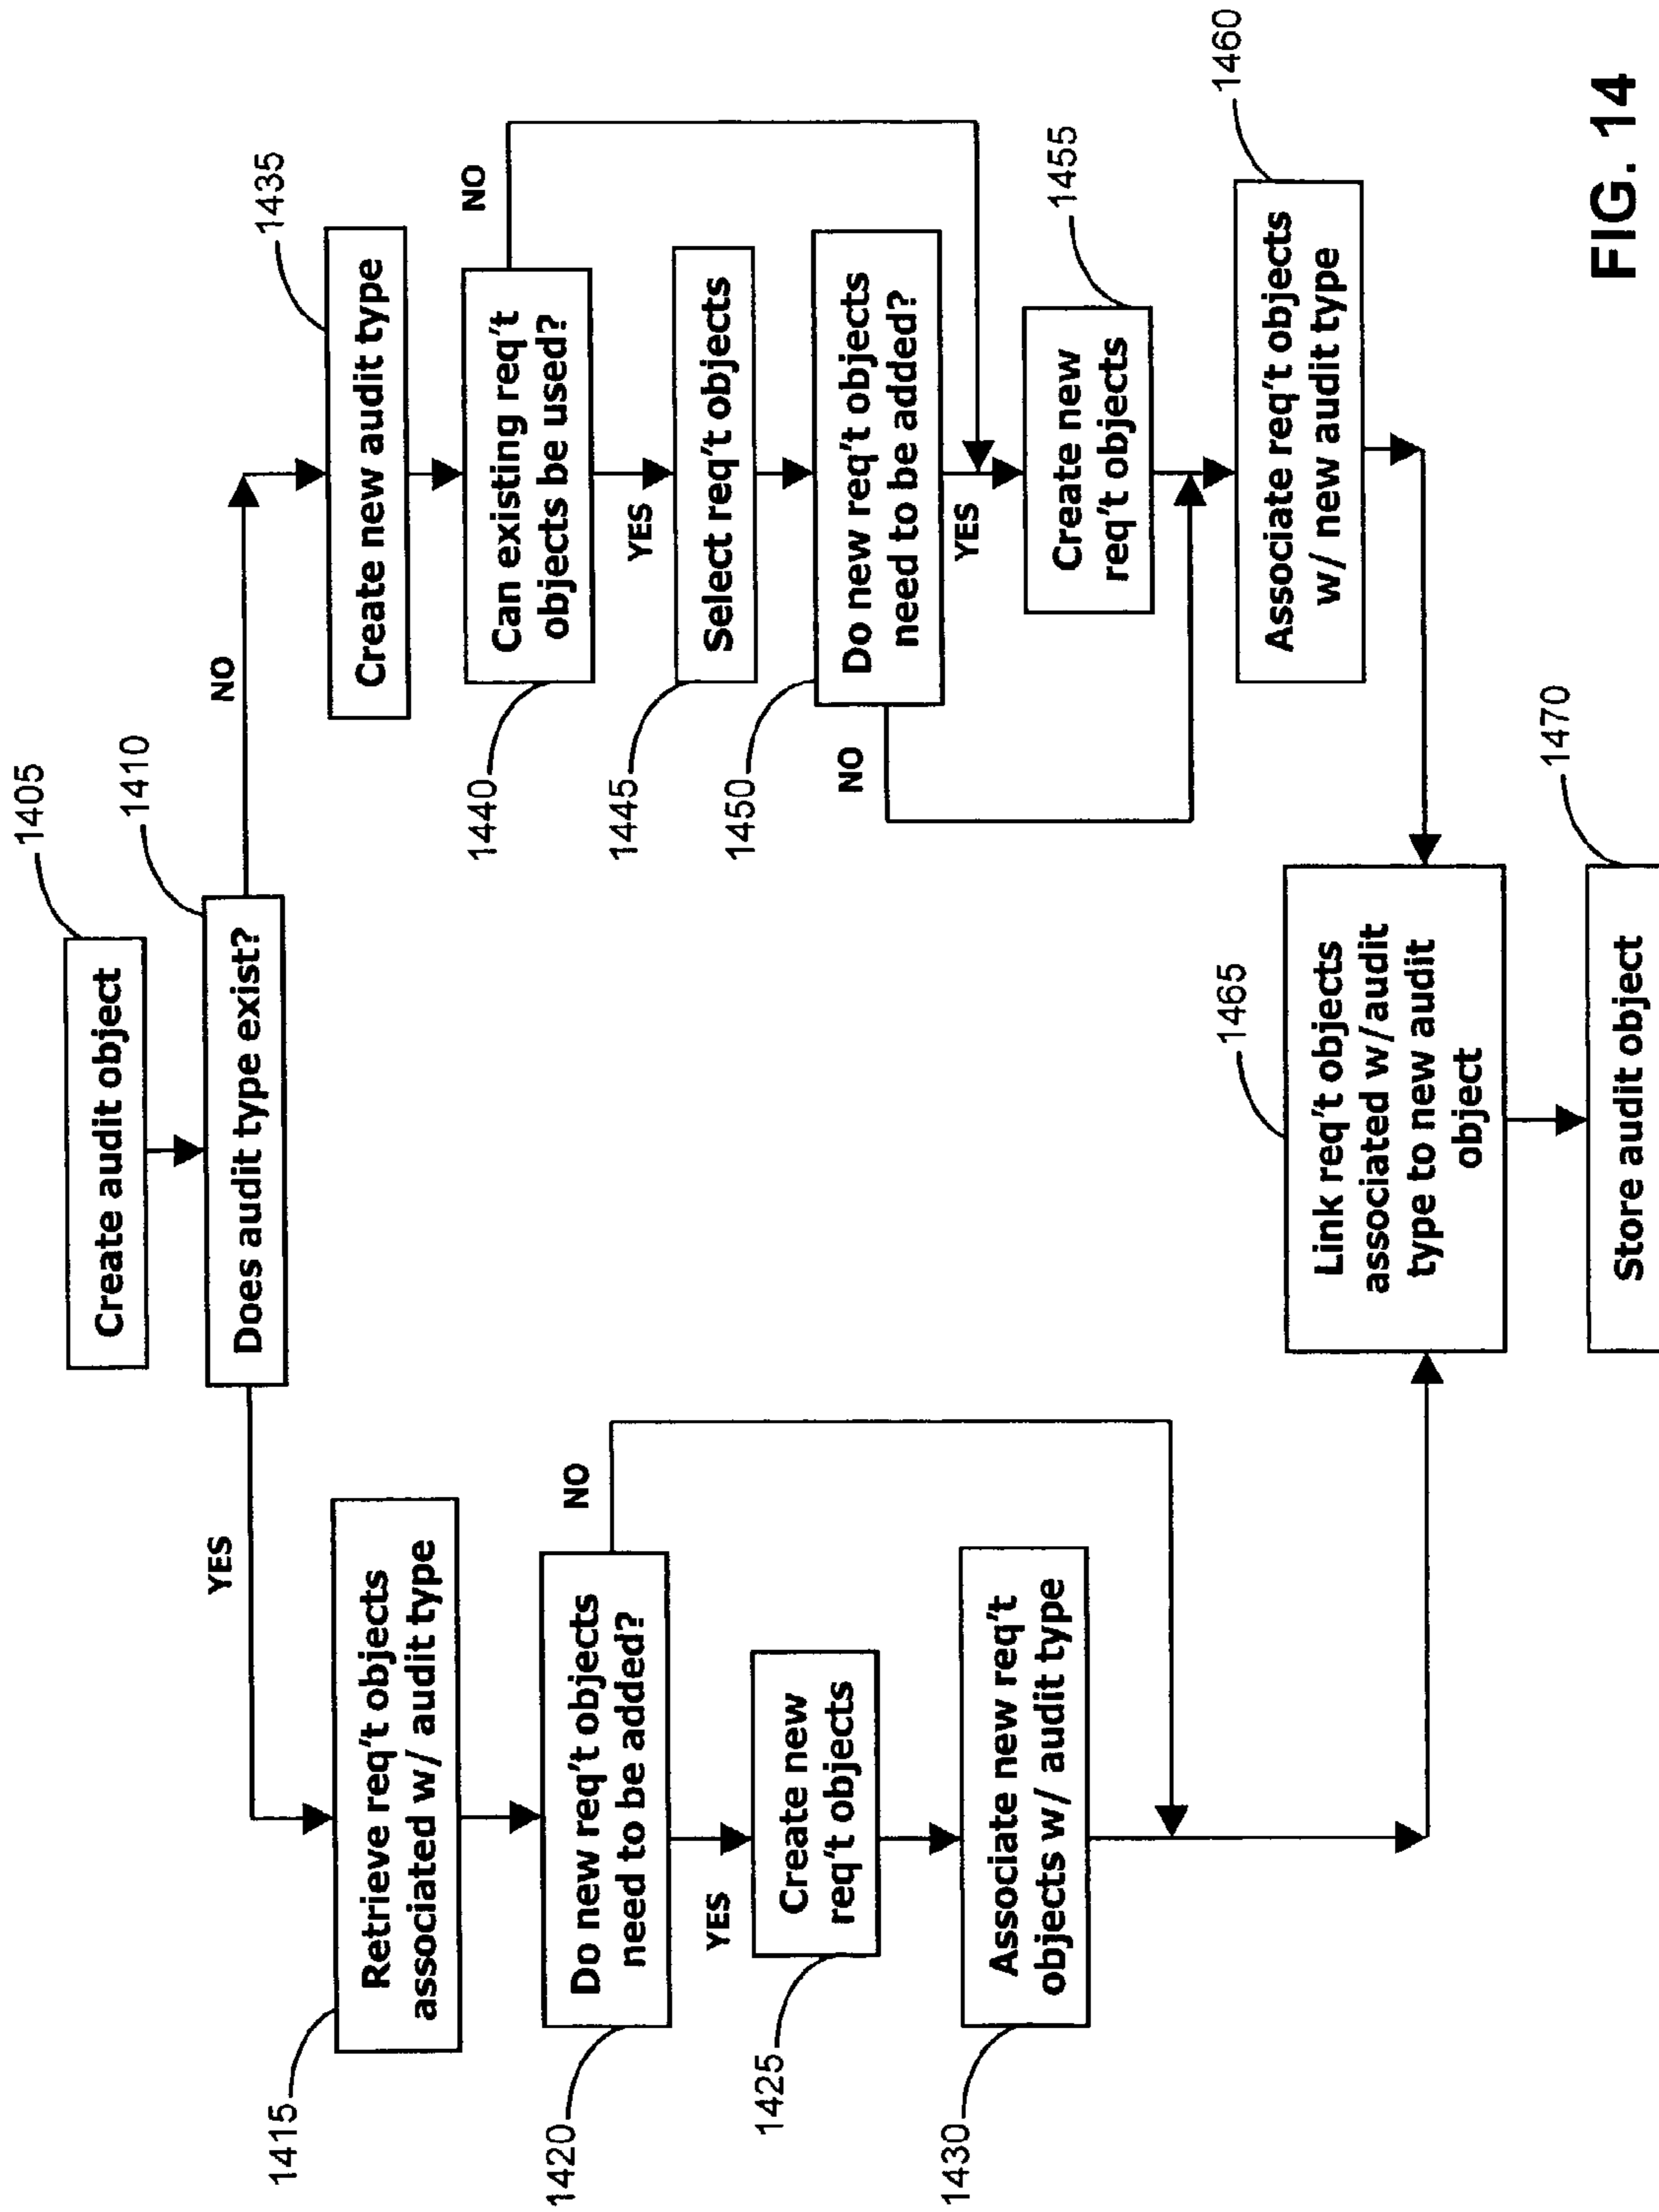 1405
Create audit object
1410
Does audit type exist?
YES
NO
1415
Retrieve req't objects
associated w/ audit type
1420
Do new req't objects
need to be added?
NO
YES
1425
Create new
req't objects
1430
Associate new req't
objects w/ audit type
1435
Create new audit type
1440
Can existing req't
objects be used?
NO
YES
1445
Select req't objects
1450
Do new req't objects
need to be added?
NO
YES
1455
Create new
req't objects
1460
Associate req't objects
w/ new audit type
1465
Link req't objects
associated w/audit
type to new audit
object
1470
Store audit object
FIG. 14